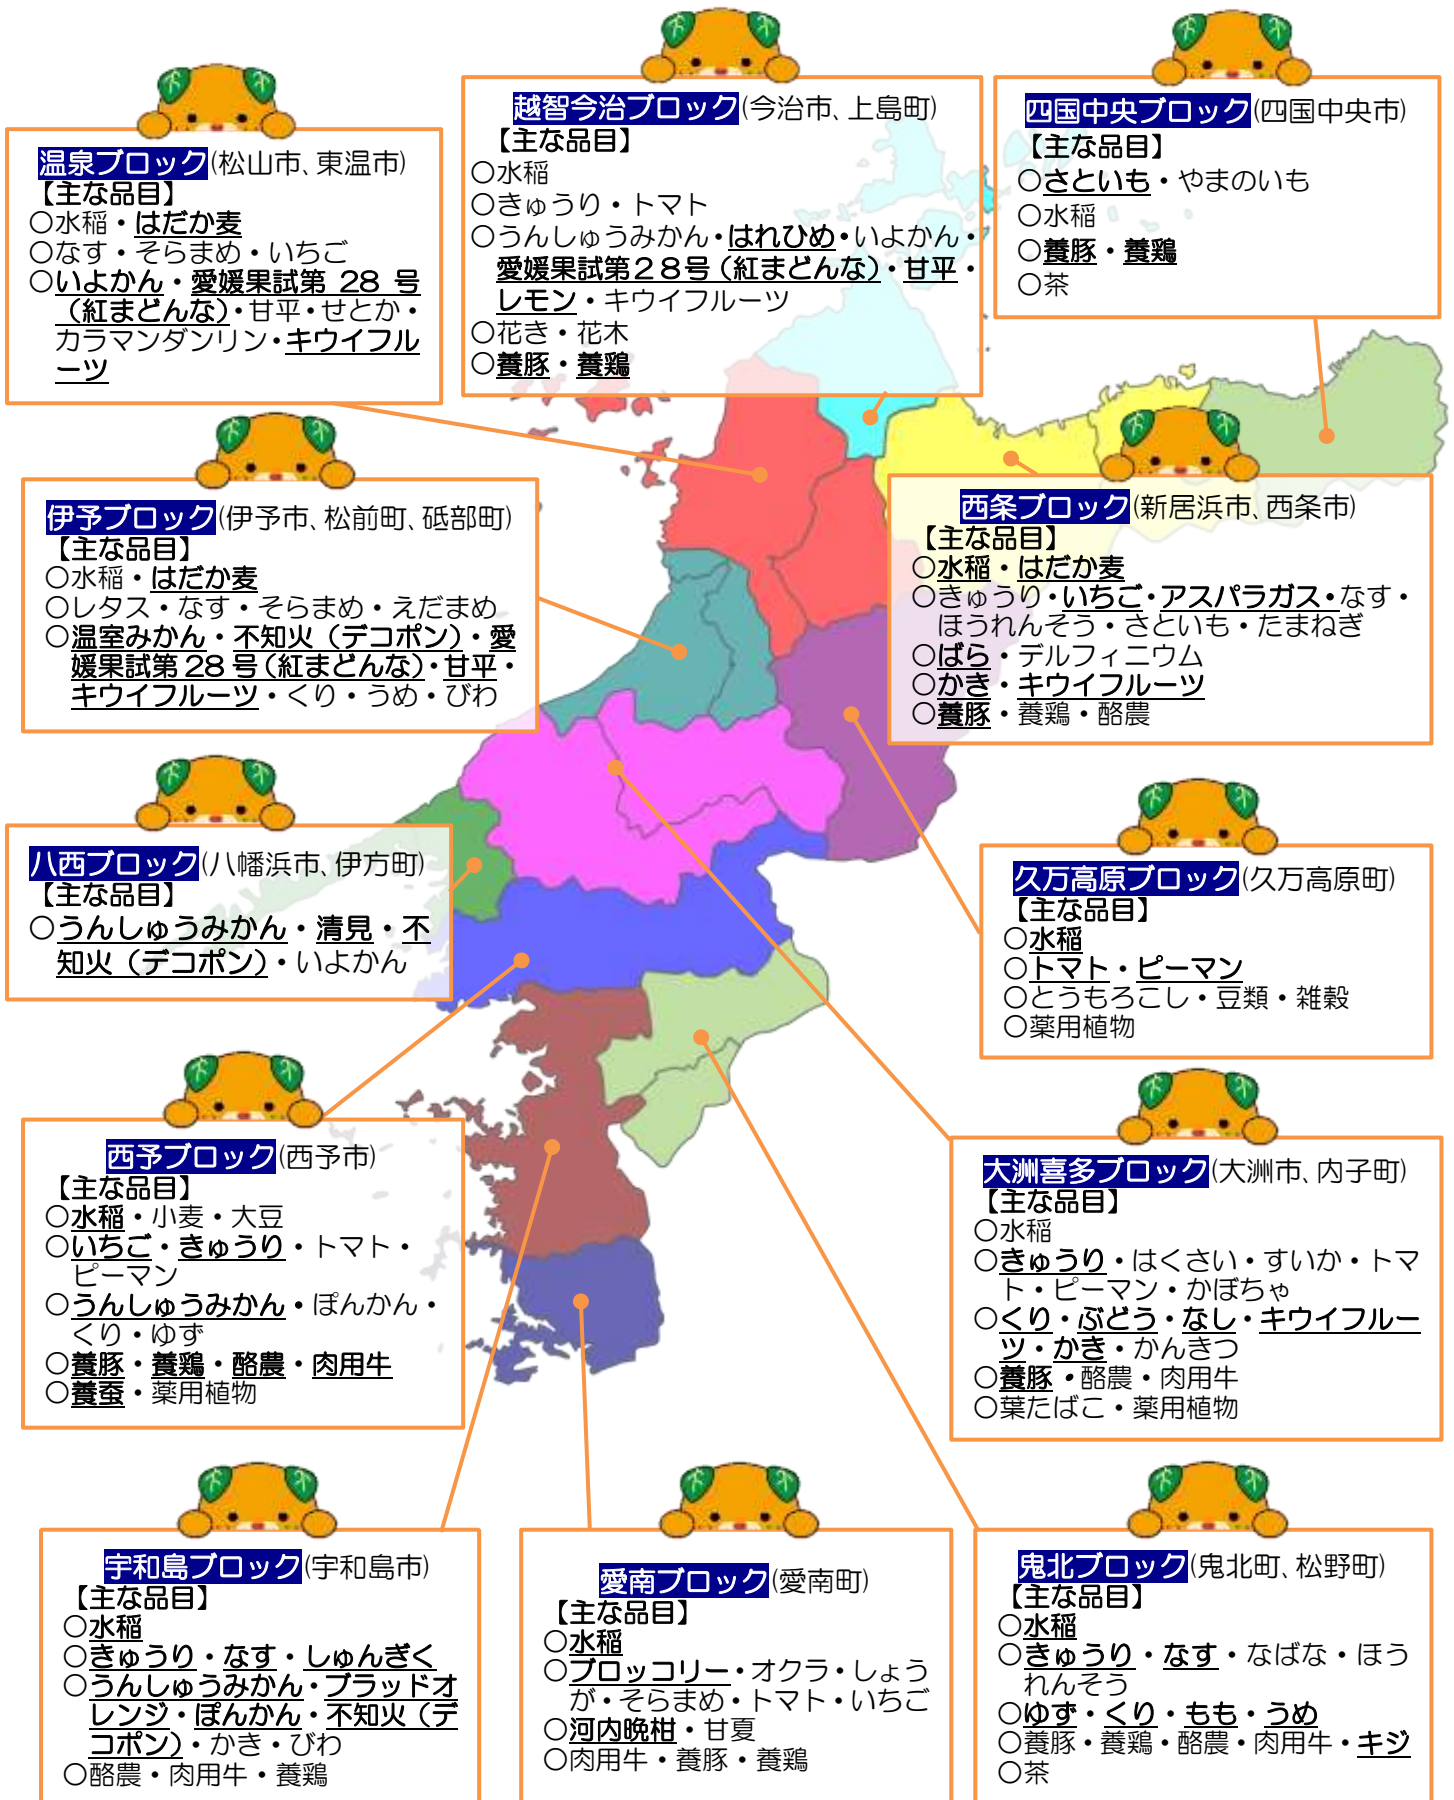 温泉ブロック(松山市、東温市)
【主な品目】
○水稲・はだか麦
○なす・そらまめ・いちご
○いよかん・愛媛果試第 28 号
（紅まどんな）・甘平・せとか・
カラマンダンリン・キウイフル
ーツ
越智今治ブロック(今治市、上島町)
【主な品目】
○水稲
○きゅうり・トマト
○うんしゅうみかん・はれひめ・いよかん・
愛媛果試第２８号（紅まどんな）・甘平・
レモン・キウイフルーツ
○花き・花木
○養豚・養鶏
四国中央ブロック(四国中央市)
【主な品目】
○さといも・やまのいも
○水稲
○養豚・養鶏
○茶
伊予ブロック(伊予市、松前町、砥部町)
【主な品目】
○水稲・はだか麦
○レタス・なす・そらまめ・えだまめ
○温室みかん・不知火（デコポン）・愛
媛果試第 28 号（紅まどんな）・甘平・
キウイフルーツ・くり・うめ・びわ
西条ブロック(新居浜市、西条市)
【主な品目】
○水稲・はだか麦
○きゅうり・いちご・アスパラガス・なす・
ほうれんそう・さといも・たまねぎ
○ばら・デルフィニウム
○かき・キウイフルーツ
○養豚・養鶏・酪農
八西ブロック(八幡浜市、伊方町)
【主な品目】
○うんしゅうみかん・清見・不
知火（デコポン）・いよかん
久万高原ブロック(久万高原町)
【主な品目】
○水稲
○トマト・ピーマン
○とうもろこし・豆類・雑穀
○薬用植物
西予ブロック(西予市)
【主な品目】
○水稲・小麦・大豆
○いちご・きゅうり・トマト・
ピーマン
○うんしゅうみかん・ぽんかん・
くり・ゆず
○養豚・養鶏・酪農・肉用牛
○養蚕・薬用植物
大洲喜多ブロック(大洲市、内子町)
【主な品目】
○水稲
○きゅうり・はくさい・すいか・トマ
ト・ピーマン・かぼちゃ
○くり・ぶどう・なし・キウイフルー
ツ・かき・かんきつ
○養豚・酪農・肉用牛
○葉たばこ・薬用植物
宇和島ブロック(宇和島市)
【主な品目】
○水稲
○きゅうり・なす・しゅんぎく
○うんしゅうみかん・ブラッドオ
レンジ・ぽんかん・不知火（デ
コポン）・かき・びわ
○酪農・肉用牛・養鶏
愛南ブロック(愛南町)
【主な品目】
○水稲
○ブロッコリー・オクラ・しょう
が・そらまめ・トマト・いちご
○河内晩柑・甘夏
○肉用牛・養豚・養鶏
鬼北ブロック(鬼北町、松野町)
【主な品目】
○水稲
○きゅうり・なす・なばな・ほう
れんそう
○ゆず・くり・もも・うめ
○養豚・養鶏・酪農・肉用牛・キジ
○茶